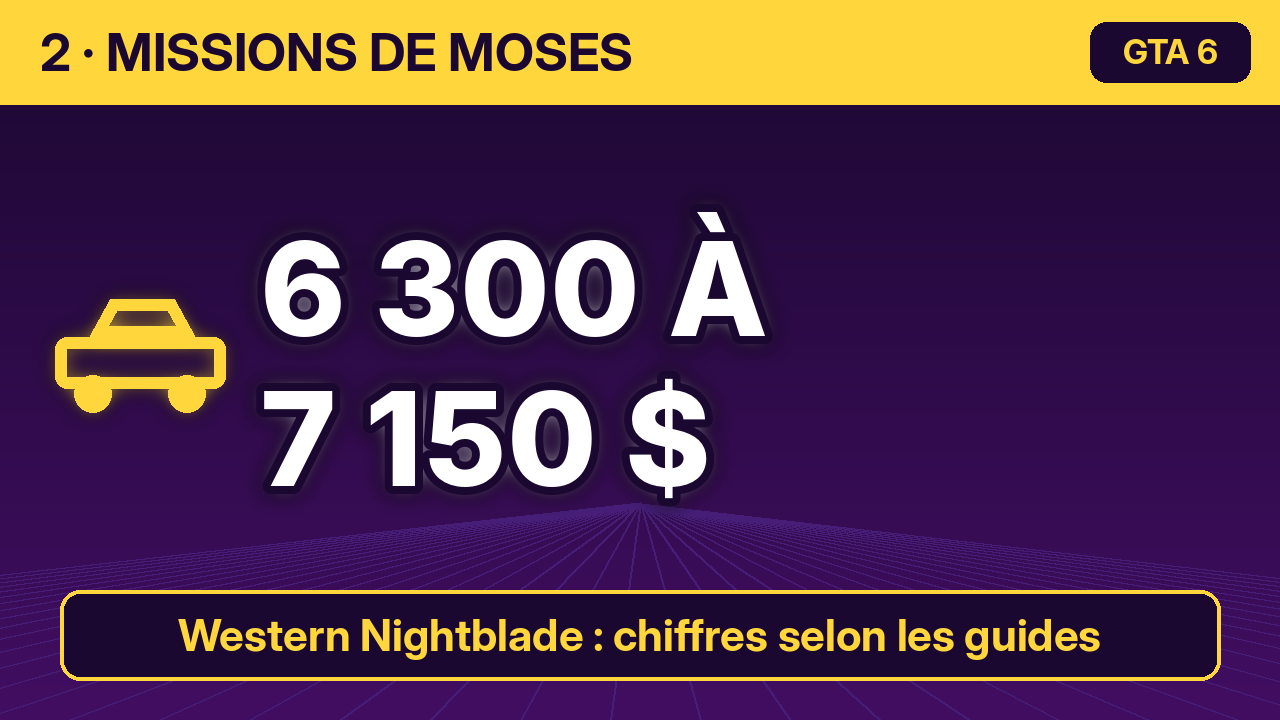 2 · MISSIONS DE MOSES
GTA 6
6 300 À
7 150 $
Western Nightblade : chiffres selon les guides